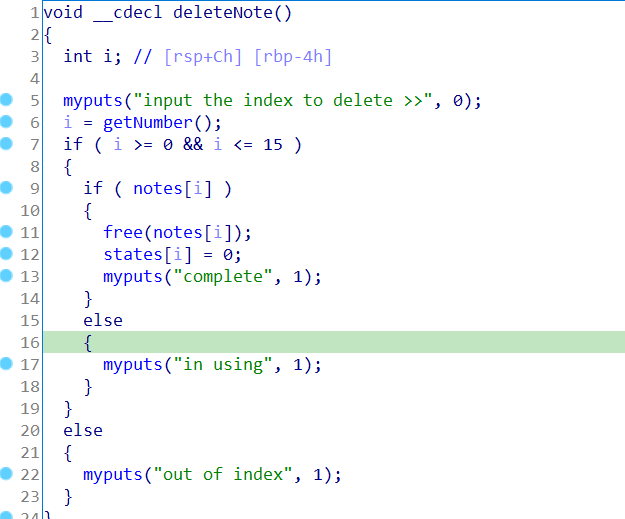 1 void __cdecl deleteNote()
2 {
3   int i; // [rsp+Ch] [rbp-4h]
4
5   myputs("input the index to delete >>", 0);
6   i = getNumber();
7   if ( i >= 0 && i <= 15 )
8   {
9     if ( notes[i] )
10     {
11       free(notes[i]);
12       states[i] = 0;
13       myputs("complete", 1);
14     }
15     else
16     {
17       myputs("in using", 1);
18     }
19   }
20   else
21   {
22     myputs("out of index", 1);
23   }
24 }